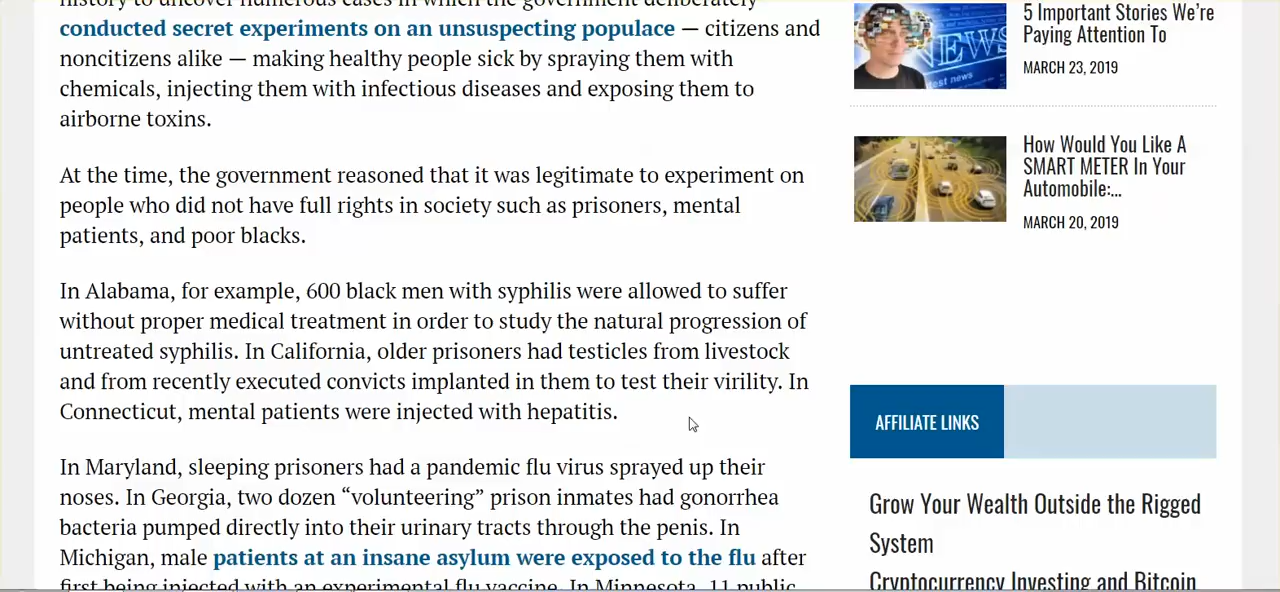 history to uncover numerous cases in which the government deliberately
conducted secret experiments on an unsuspecting populace — citizens and
noncitizens alike — making healthy people sick by spraying them with
chemicals, injecting them with infectious diseases and exposing them to
airborne toxins.
At the time, the government reasoned that it was legitimate to experiment on
people who did not have full rights in society such as prisoners, mental
patients, and poor blacks.
In Alabama, for example, 600 black men with syphilis were allowed to suffer
without proper medical treatment in order to study the natural progression of
untreated syphilis. In California, older prisoners had testicles from livestock
and from recently executed convicts implanted in them to test their virility. In
Connecticut, mental patients were injected with hepatitis.
In Maryland, sleeping prisoners had a pandemic flu virus sprayed up their
noses. In Georgia, two dozen “volunteering” prison inmates had gonorrhea
bacteria pumped directly into their urinary tracts through the penis. In
Michigan, male patients at an insane asylum were exposed to the flu after
first being injected with an experimental flu vaccine. In Minnesota, 11 public
NEWS
test news
5 Important Stories We’re
Paying Attention To
MARCH 23, 2019
How Would You Like A
SMART METER In Your
Automobile:...
MARCH 20, 2019
AFFILIATE LINKS
Grow Your Wealth Outside the Rigged
System
Cryptocurrency Investing and Bitcoin